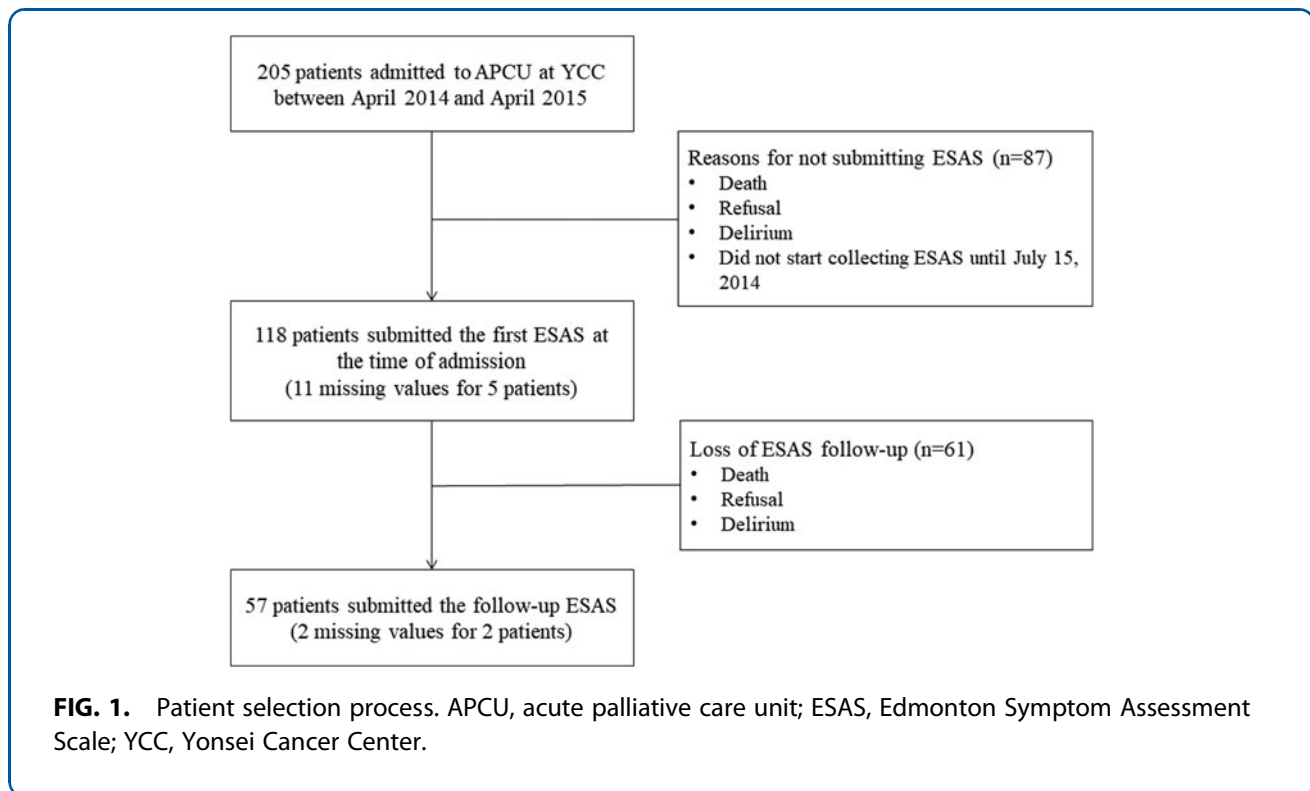 205 patients admitted to APCU at YCC
between April 2014 and April 2015
Reasons for not submitting ESAS (n=87)
• Death
• Refusal
• Delirium
• Did not start collecting ESAS until July 15,
2014
118 patients submitted the first ESAS at
the time of admission
(11 missing values for 5 patients)
Loss of ESAS follow-up (n=61)
• Death
• Refusal
• Delirium
57 patients submitted the follow-up ESAS
(2 missing values for 2 patients)
FIG. 1. Patient selection process. APCU, acute palliative care unit; ESAS, Edmonton Symptom Assessment
Scale; YCC, Yonsei Cancer Center.